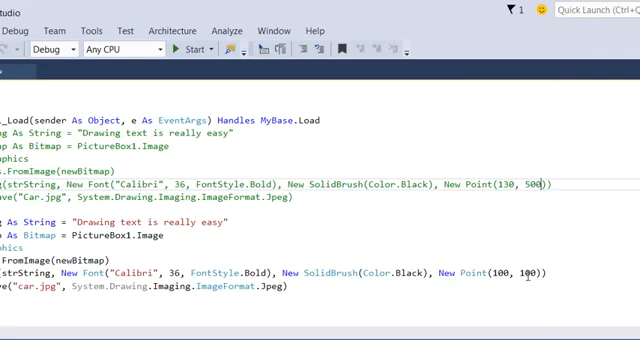 tudio
1
Quick Launch (Ctrl+Q
Debug Team Tools Test Architecture Analyze Window Help
Debug Any CPU Start
_Load(sender As Object, e As EventArgs) Handles MyBase.Load
ng As String = "Drawing text is really easy"
ap As Bitmap = PictureBox1.Image
aphics
s.FromImage(newBitmap)
g(strString, New Font("Calibri", 36, FontStyle.Bold), New SolidBrush(Color.Black), New Point(130, 500))
ave("Car.jpg", System.Drawing.Imaging.ImageFormat.Jpeg)
g As String = "Drawing text is really easy"
p As Bitmap = PictureBox1.Image
phics
.FromImage(newBitmap)
(strString, New Font("Calibri", 36, FontStyle.Bold), New SolidBrush(Color.Black), New Point(100, 100))
ve("car.jpg", System.Drawing.Imaging.ImageFormat.Jpeg)